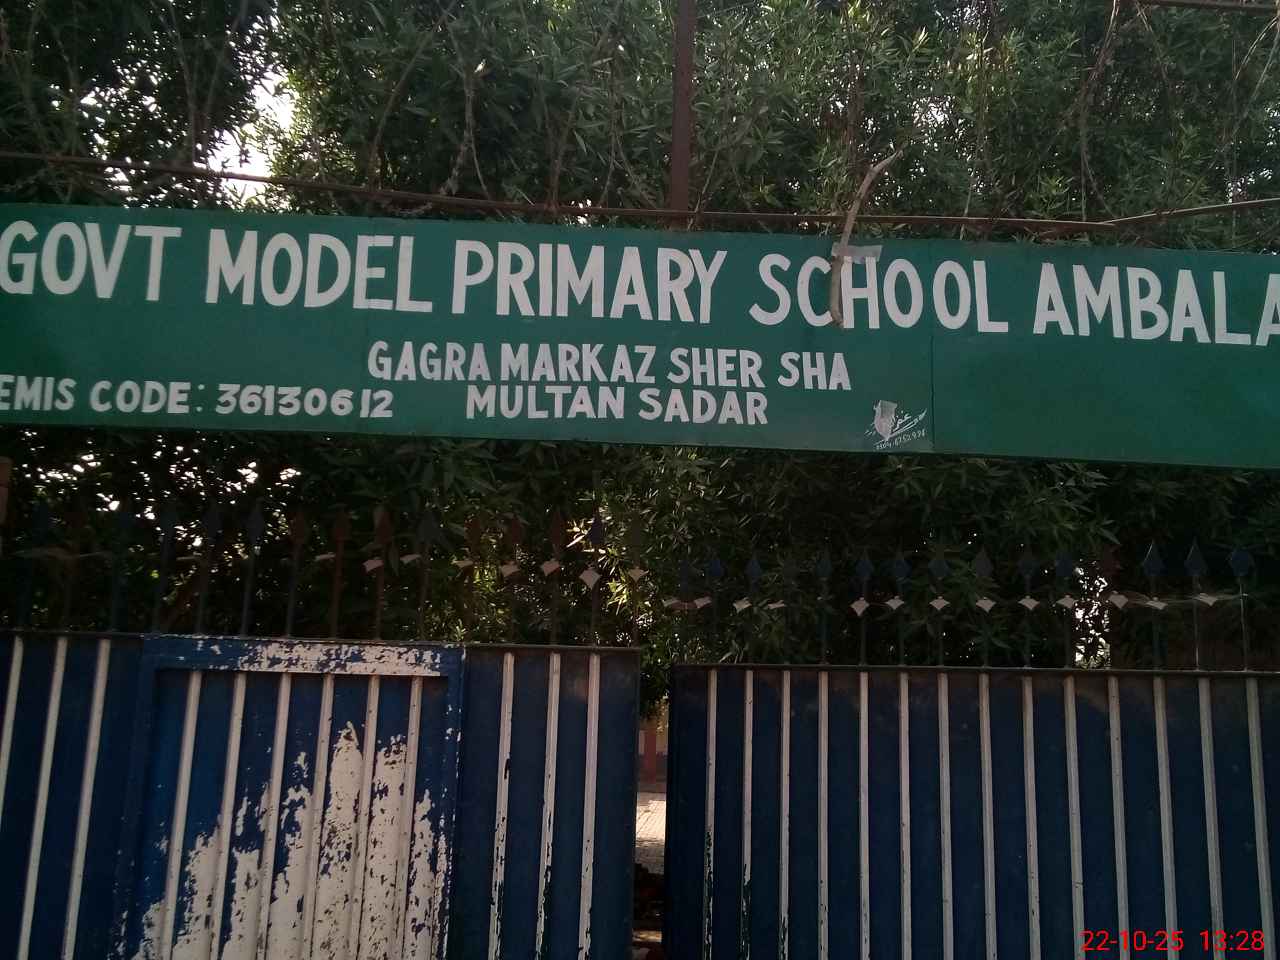 GOVT MODEL PRIMARY SCHOOL AMBALA
GAGRA MARKAZ SHER SHA
EMIS CODE: 36130612 MULTAN SADAR
22-10-25 13:28